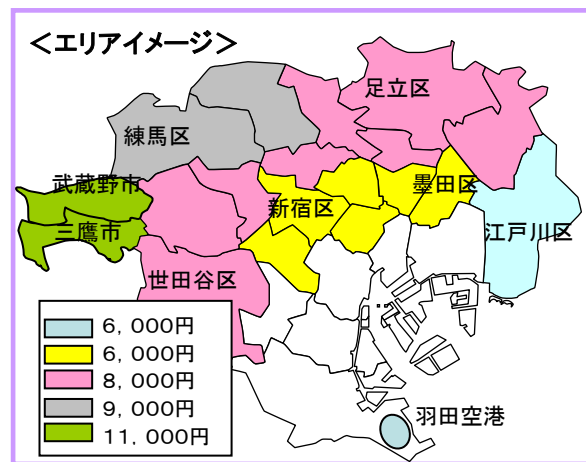 ＜エリアイメージ＞
足立区
練馬区
武蔵野市
墨田区
新宿区
三鷹市
江戸川区
世田谷区
6，000円
6，000円
8，000円
9，000円
11，000円
羽田空港